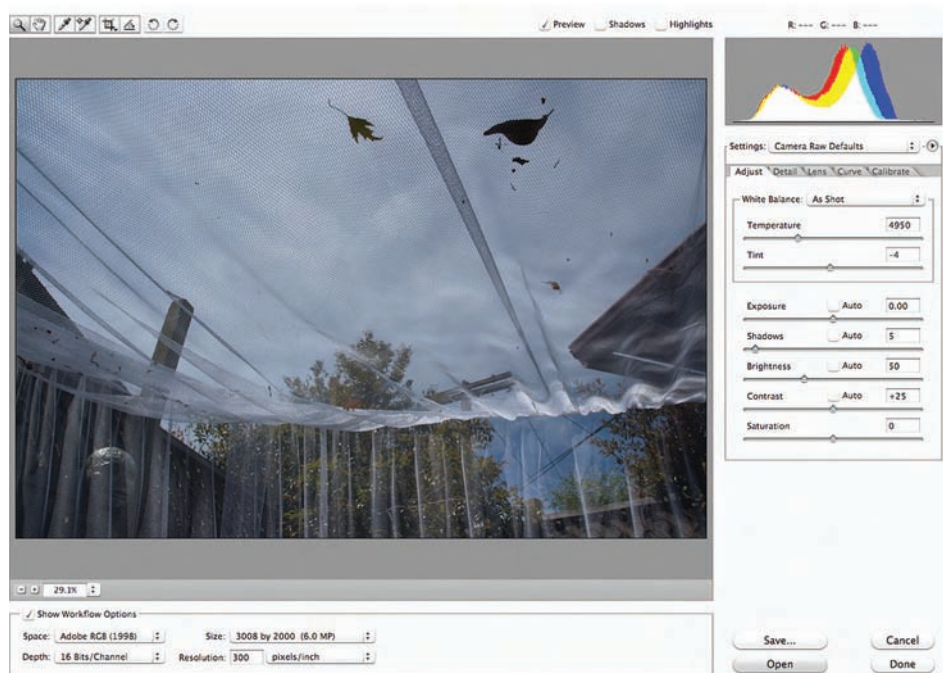 Preview Shadows Highlights
R: --- G: --- B: ---
Settings: Camera Raw Defaults
Adjust Detail Lens Curve Calibrate
White Balance: As Shot
Temperature 4950
Tint -4
Exposure Auto 0.00
Shadows Auto 5
Brightness Auto 50
Contrast Auto +25
Saturation 0
29.1%
Show Workflow Options
Space: Adobe RGB (1998) Size: 3008 by 2000 (6.0 MP)
Depth: 16 Bits/Channel Resolution: 300 pixels/inch
Save... Cancel
Open Done